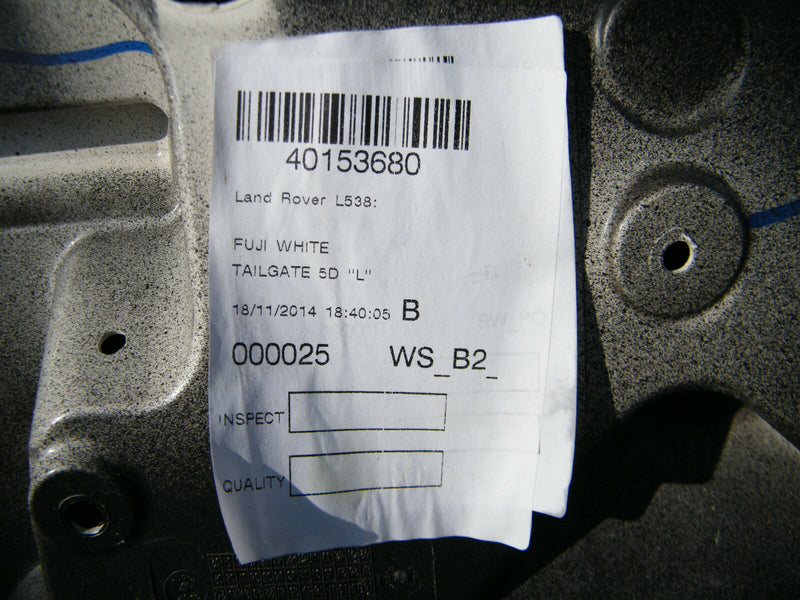 40153680
Land Rover L538:
FUJI WHITE
TAILGATE 5D "L"
18/11/2014 18:40:05 B
000025 WS_B2_
INSPECT
QUALITY